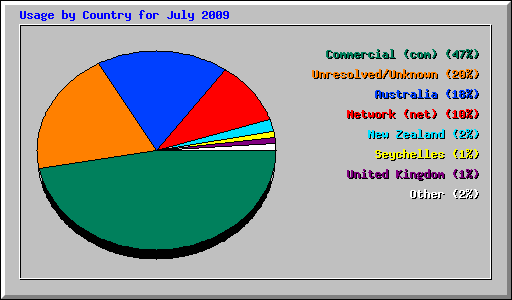 Usage by Country for July 2009
Commercial (com) (47%)
Unresolved/Unknown (20%)
Australia (18%)
Network (net) (10%)
New Zealand (2%)
Seychelles (1%)
United Kingdom (1%)
Other (2%)